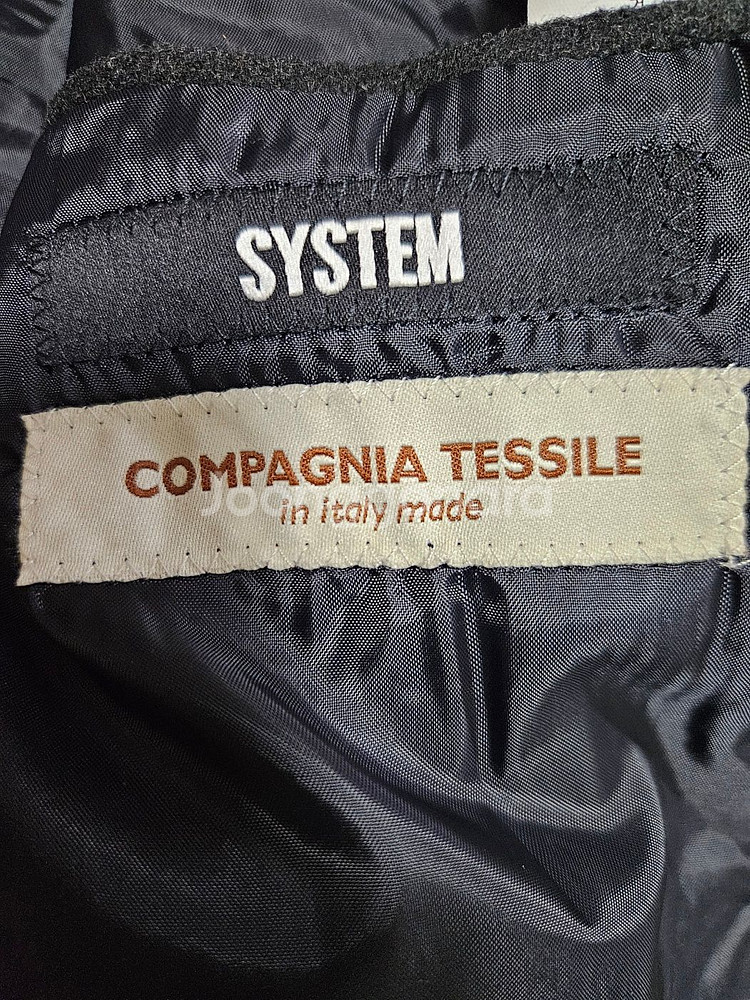 SYSTEM
COMPAGNIA TESSILE
in italy made